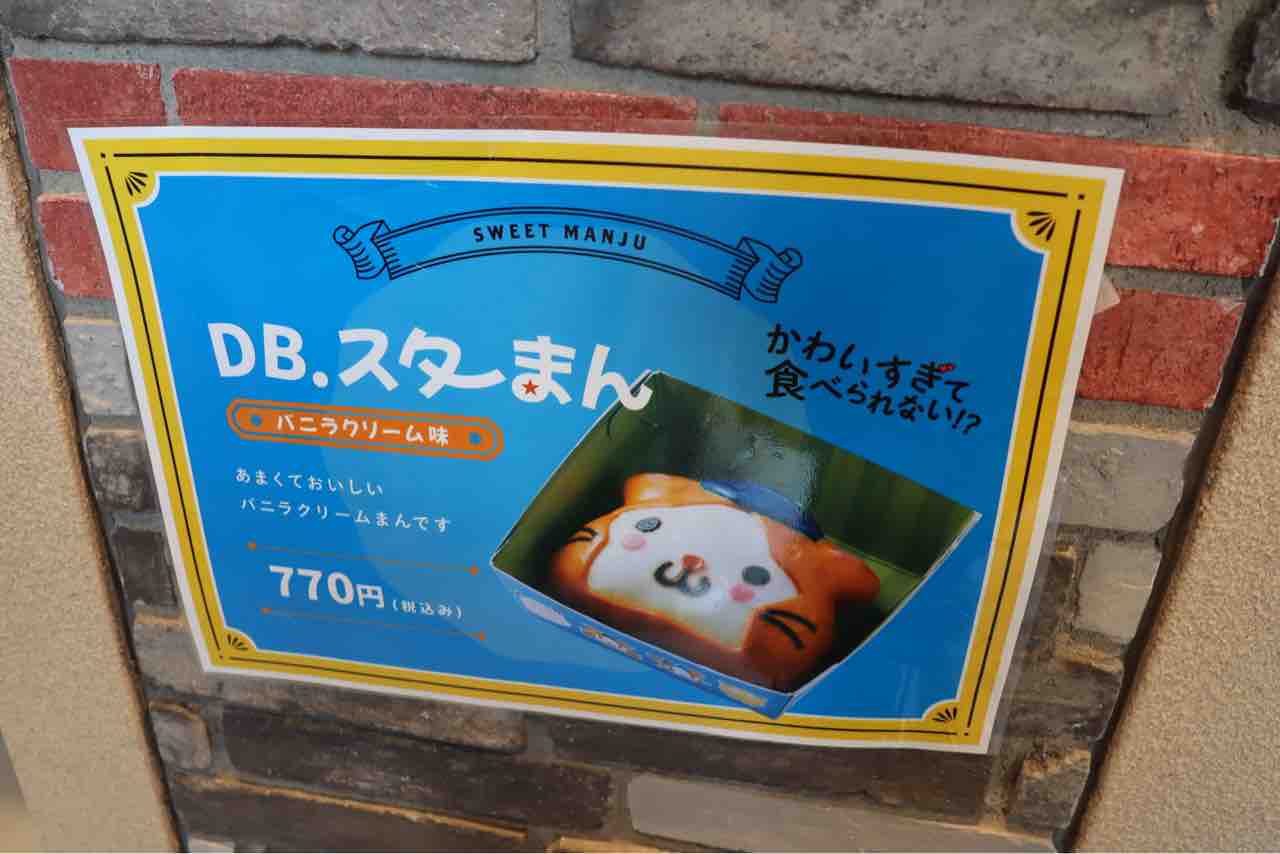 SWEET MANJU
DB.スターまん
バニラクリーム味
かわいすぎて
食べられない!?
あまくておいしい
バニラクリームまんです
770円(税込み)